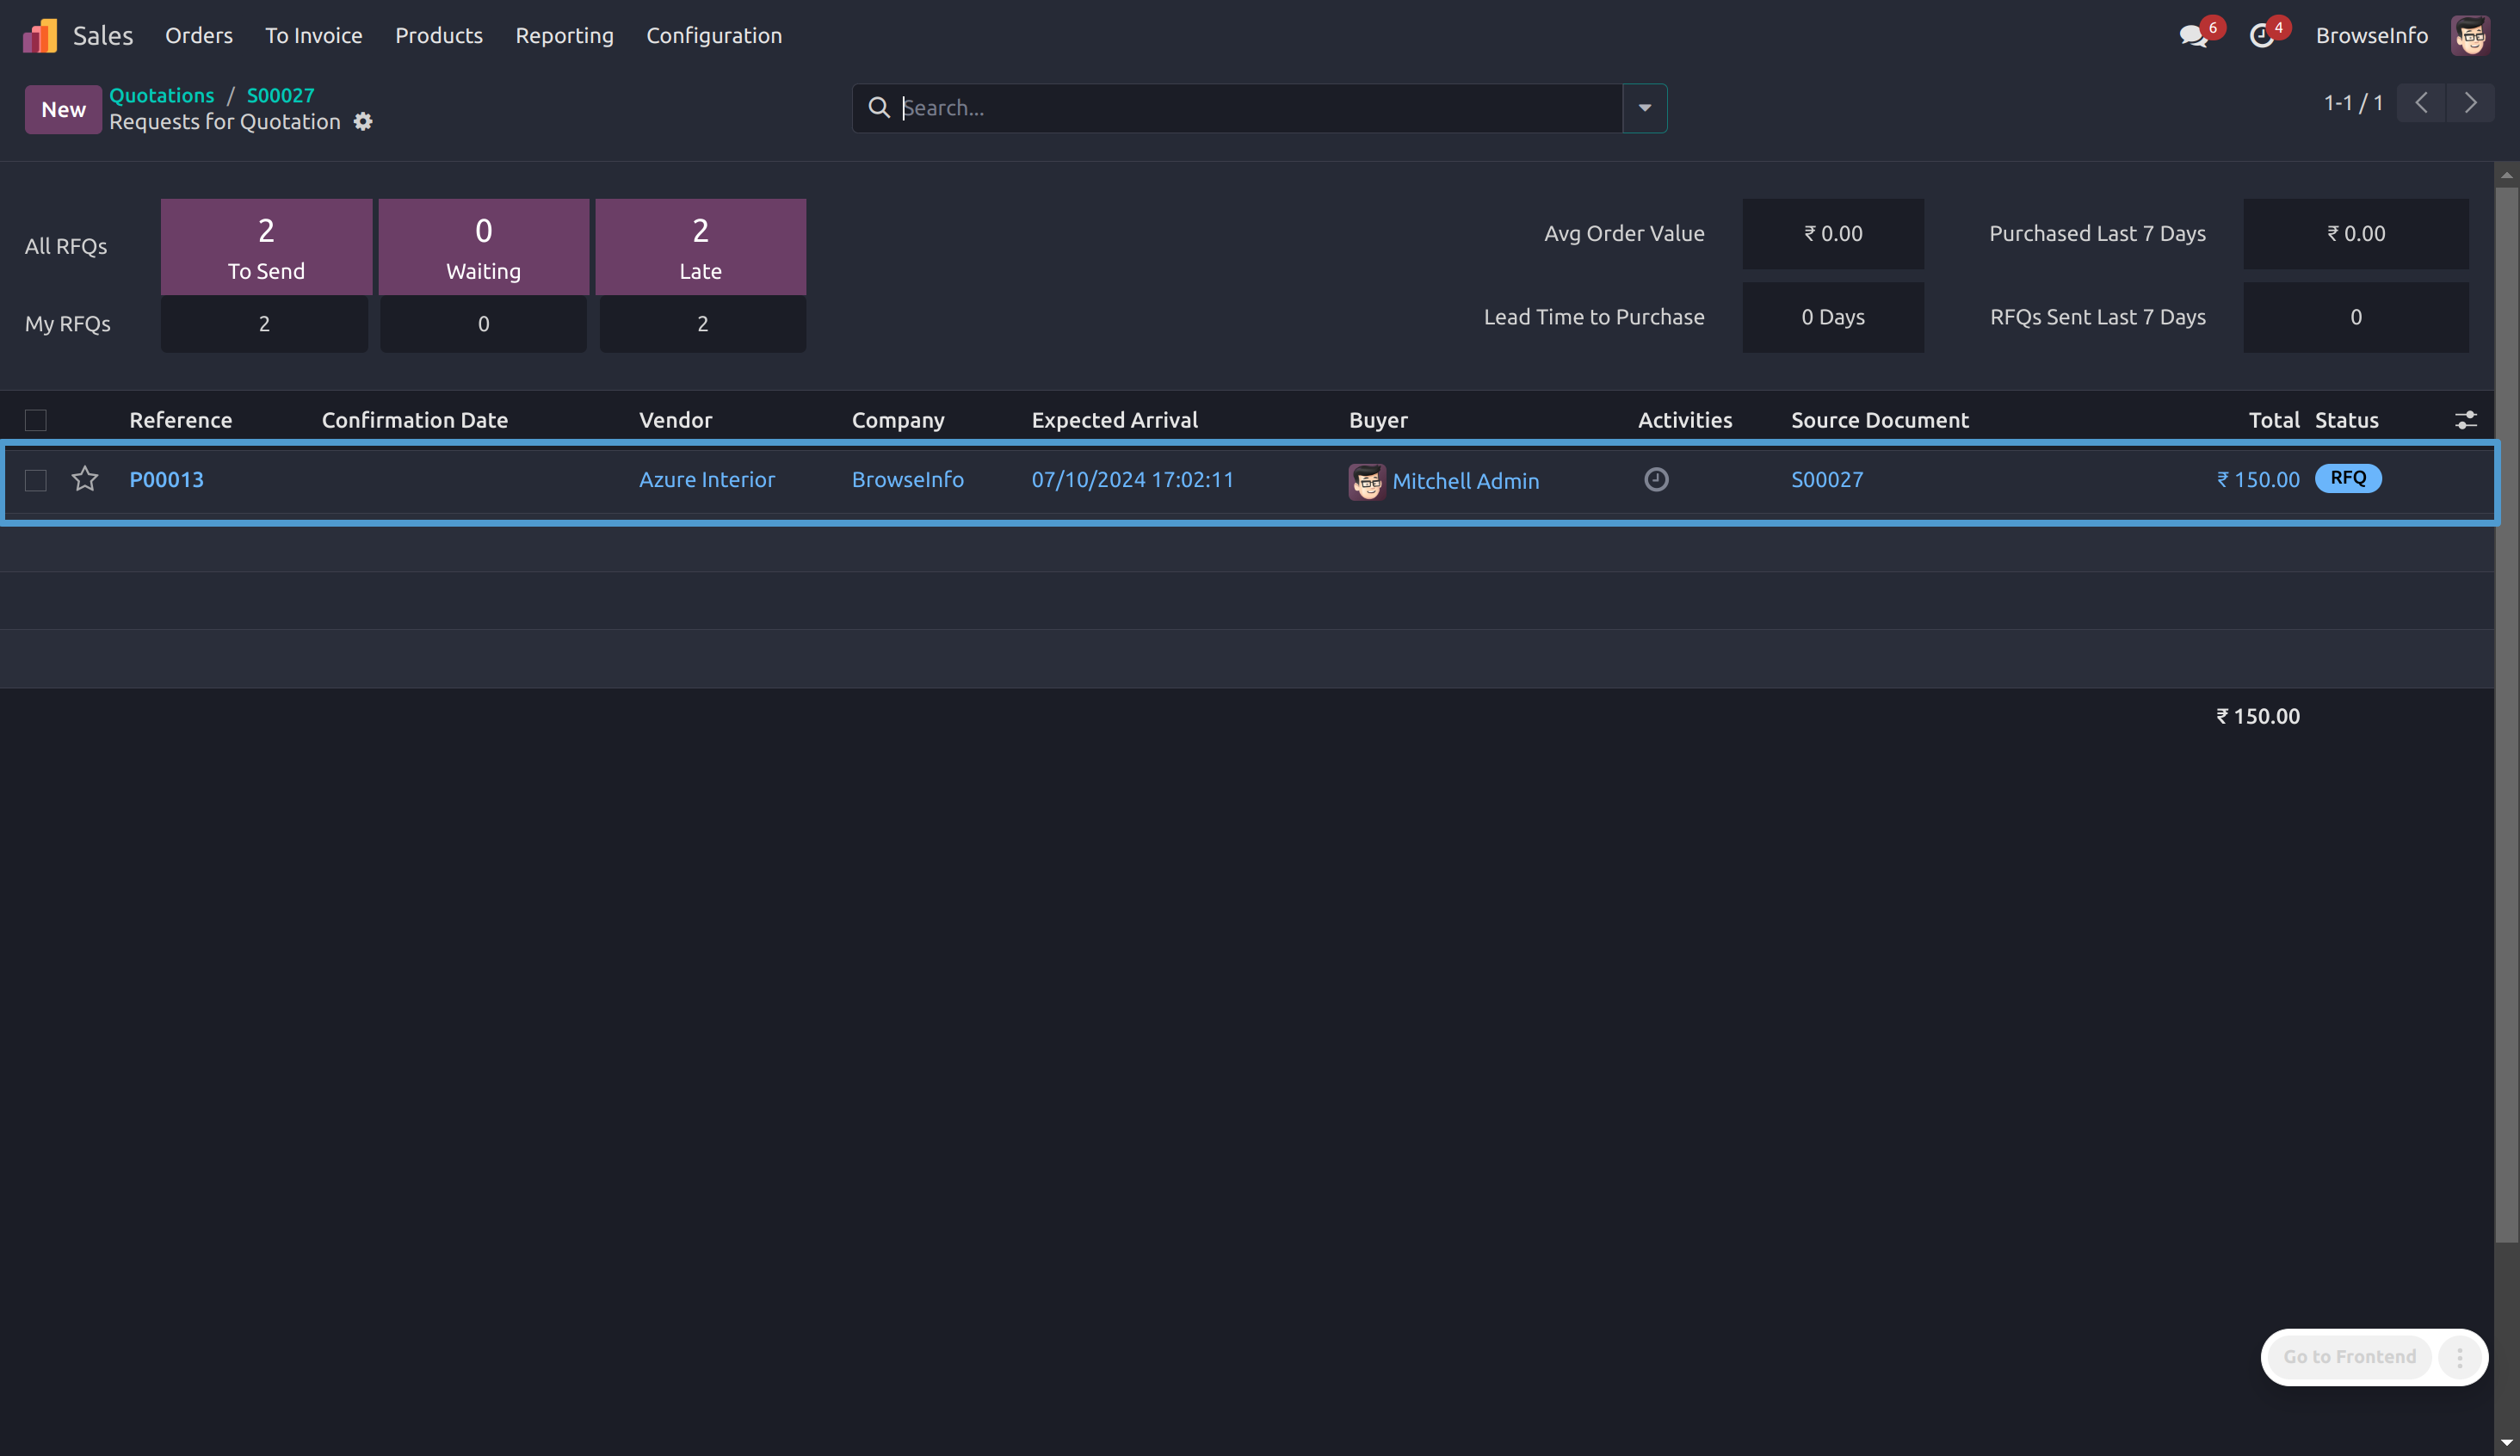 Sales Orders To Invoice Products Reporting Configuration 6 4 BrowseInfo
New Quotations / S00027
Requests for Quotation
Search...
1-1 / 1
All RFQs 2 To Send 0 Waiting 2 Late
My RFQs 2 0 2
Avg Order Value ₹ 0.00 Purchased Last 7 Days ₹ 0.00
Lead Time to Purchase 0 Days RFQs Sent Last 7 Days 0
Reference Confirmation Date Vendor Company Expected Arrival Buyer Activities Source Document Total Status
P00013 Azure Interior BrowseInfo 07/10/2024 17:02:11 Mitchell Admin S00027 ₹ 150.00 RFQ
₹ 150.00
Go to Frontend